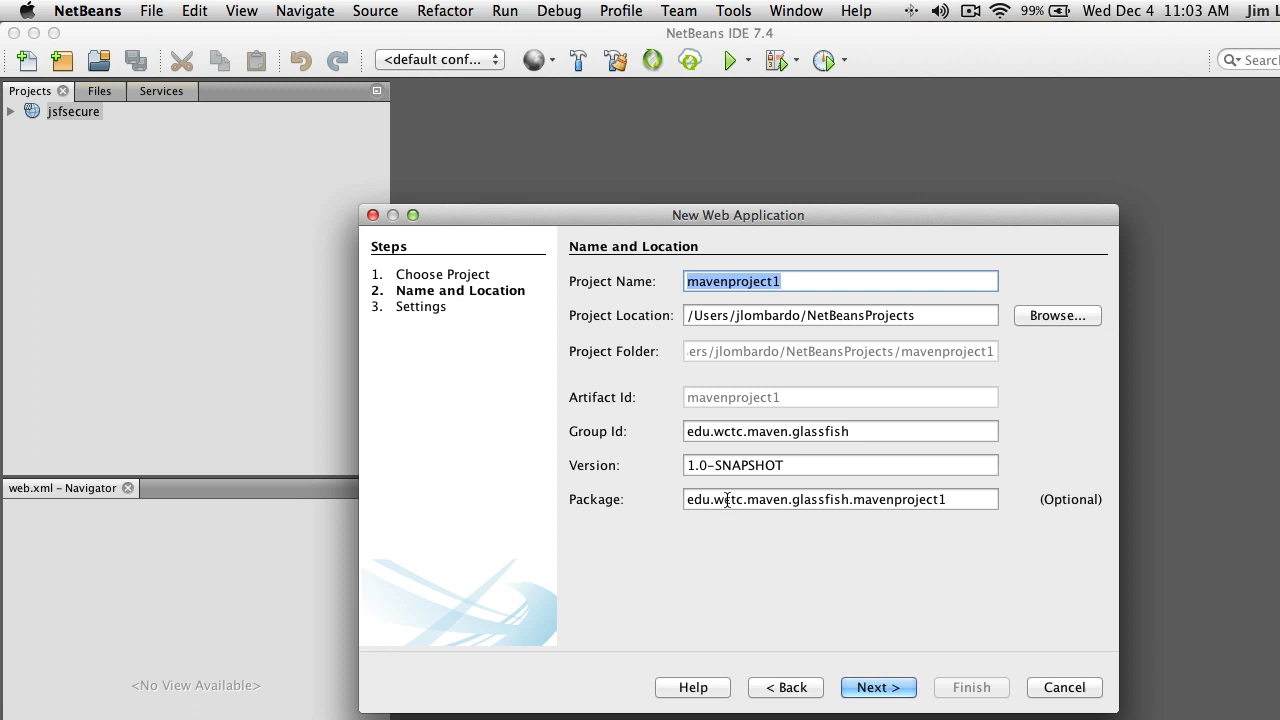 NetBeans File Edit View Navigate Source Refactor Run Debug Profile Team Tools Window Help 99% Wed Dec 4 11:03 AM Jim L
NetBeans IDE 7.4
<default conf...
Search
Projects Files Services
jsfsecure
New Web Application
Steps
1. Choose Project
2. Name and Location
3. Settings
Name and Location
Project Name: mavenproject1
Project Location: /Users/jlombardo/NetBeansProjects Browse...
Project Folder: ers/jlombardo/NetBeansProjects/mavenproject1
Artifact Id: mavenproject1
Group Id: edu.wctc.maven.glassfish
Version: 1.0-SNAPSHOT
Package: edu.wctc.maven.glassfish.mavenproject1 (Optional)
web.xml - Navigator
<No View Available>
Help < Back Next > Finish Cancel